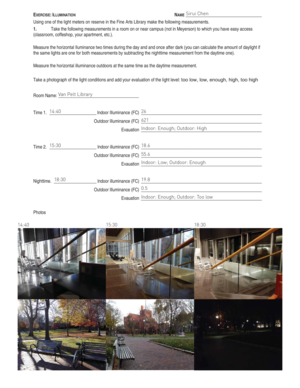 EXERCISE: ILLUMINATION NAME Sirui Chen
Using one of the light meters on reserve in the Fine Arts Library make the following measurements.
1. Take the following measurements in a room on or near campus (not in Meyerson) to which you have easy access (classroom, coffeeshop, your apartment, etc.).
Measure the horizontal illuminance two times during the day and and once after dark (you can calculate the amount of daylight if the same lights are one for both measurements by subtracting the nighttime measurement from the daytime one).
Measure the horizontal illuminance outdoors at the same time as the daytime measurement.
Take a photograph of the light conditions and add your evaluation of the light level: too low, low, enough, high, too high
Room Name: Van Pelt Library
Time 1 14:40 Indoor Illuminance (FC) 26
Outdoor Illuminance (FC) 621
Evaluation Indoor: Enough, Outdoor: High
Time 2 15:30 Indoor Illuminance (FC) 18.6
Outdoor Illuminance (FC) 55.6
Evaluation Indoor: Low, Outdoor: Enough
Nighttime 18:30 Indoor Illuminance (FC) 19.8
Outdoor Illuminance (FC) 0.5
Evaluation Indoor: Enough, Outdoor: Too low
Photos
14:40 15:30 18:30